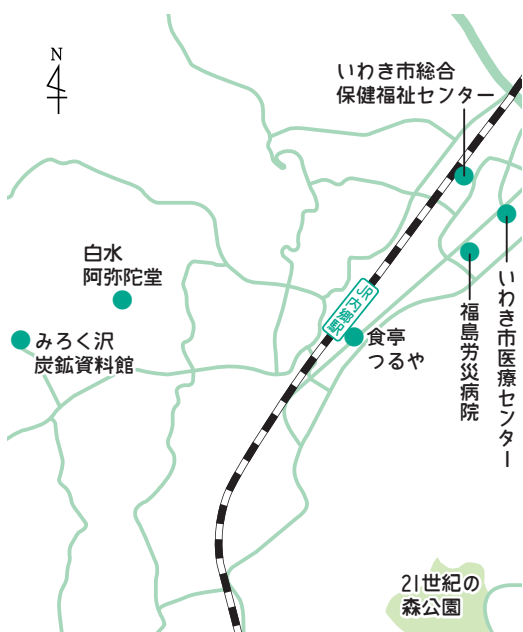 N
いわき市総合
保健福祉センター
白水
阿弥陀堂
みろく沢
炭鉱資料館
JR内郷駅
食亭
つるや
福島労災病院
いわき市医療センター
21世紀の
森公園